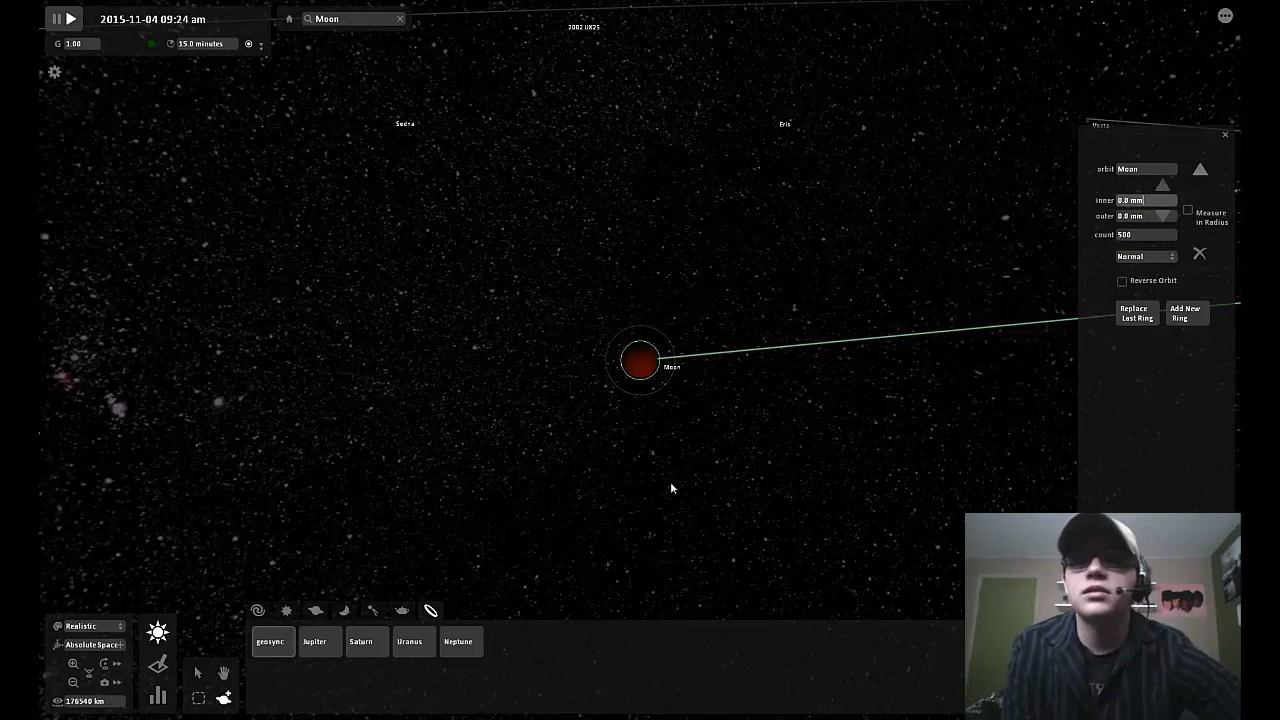 2015-11-04 09:24 am
Moon
G 1.00
15.0 minutes
2002 UX25
Sedna
Eris
Vesta
orbit Moon
inner 0.0 mm
outer 0.0 mm
Measure
in Radius
count 500
Normal
Reverse Orbit
Replace
Last Ring
Add New
Ring
Moon
Realistic
Absolute Space
176540 km
geosync
Jupiter
Saturn
Uranus
Neptune